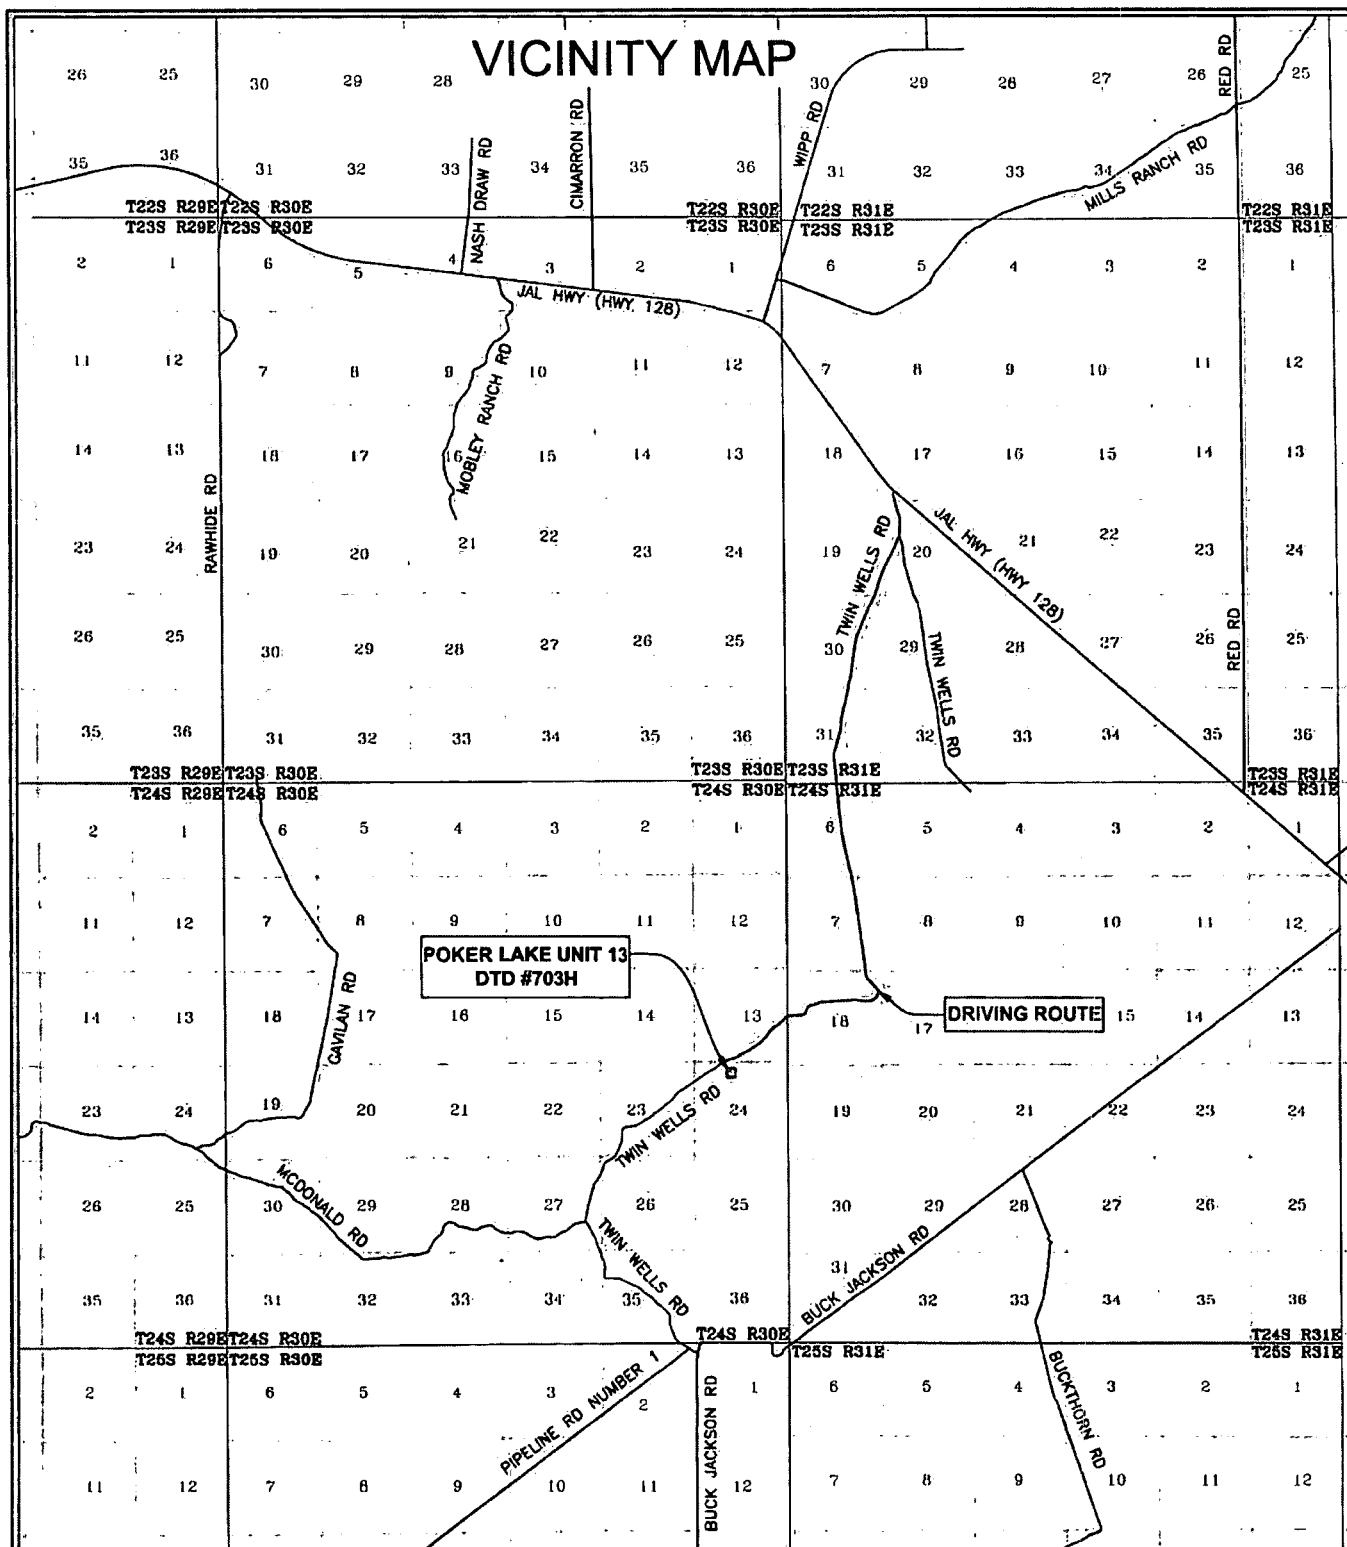 VICINITY MAP
26 25 30 29 28 30 29 28 27 26 25
RED RD
CIMARRON RD
WIPP RD
NASH DRAW RD
35 36 31 32 33 34 35 36 31 32 33 34 35 36
MILLS RANCH RD
T22S R29E T22S R30E T22S R30E T22S R31E T22S R31E
T23S R29E T23S R30E T23S R30E T23S R31E T23S R31E
2 1 6 5 4 3 2 1 6 5 4 3 2 1
JAL HWY (HWY 128)
11 12 7 8 9 10 11 12 7 8 9 10 11 12
MOBLEY RANCH RD
14 13 18 17 16 15 14 13 18 17 16 15 14 13
RAWHIDE RD
JAL HWY (HWY 128)
23 24 19 20 21 22 23 24 19 20 21 22 23 24
TWIN WELLS RD
26 25 30 29 28 27 26 25 30 29 28 27 26 25
RED RD
TWIN WELLS RD
35 36 31 32 33 34 35 36 31 32 33 34 35 36
T23S R29E T23S R30E T23S R30E T23S R31E T23S R31E
T24S R29E T24S R30E T24S R30E T24S R31E T24S R31E
2 1 6 5 4 3 2 1 6 5 4 3 2 1
11 12 7 8 9 10 11 12 7 8 9 10 11 12
POKER LAKE UNIT 13
DTD #703H
GAVILAN RD
DRIVING ROUTE
14 13 18 17 16 15 14 13 18 17 15 14 13
23 24 19 20 21 22 23 24 19 20 21 22 23 24
TWIN WELLS RD
MCDONALD RD
26 25 30 29 28 27 26 25 30 29 28 27 26 25
TWIN WELLS RD
BUCK JACKSON RD
31
35 36 31 32 33 34 35 36 32 33 34 35 36
T24S R29E T24S R30E T24S R30E T24S R31E
T25S R29E T25S R30E T25S R31E T25S R31E
2 1 6 5 4 3 2 1 6 5 4 3 2 1
PIPELINE RD NUMBER 1
BUCK JACKSON RD
BUCKTHORN RD
11 12 7 8 9 10 11 12 7 8 9 10 11 12